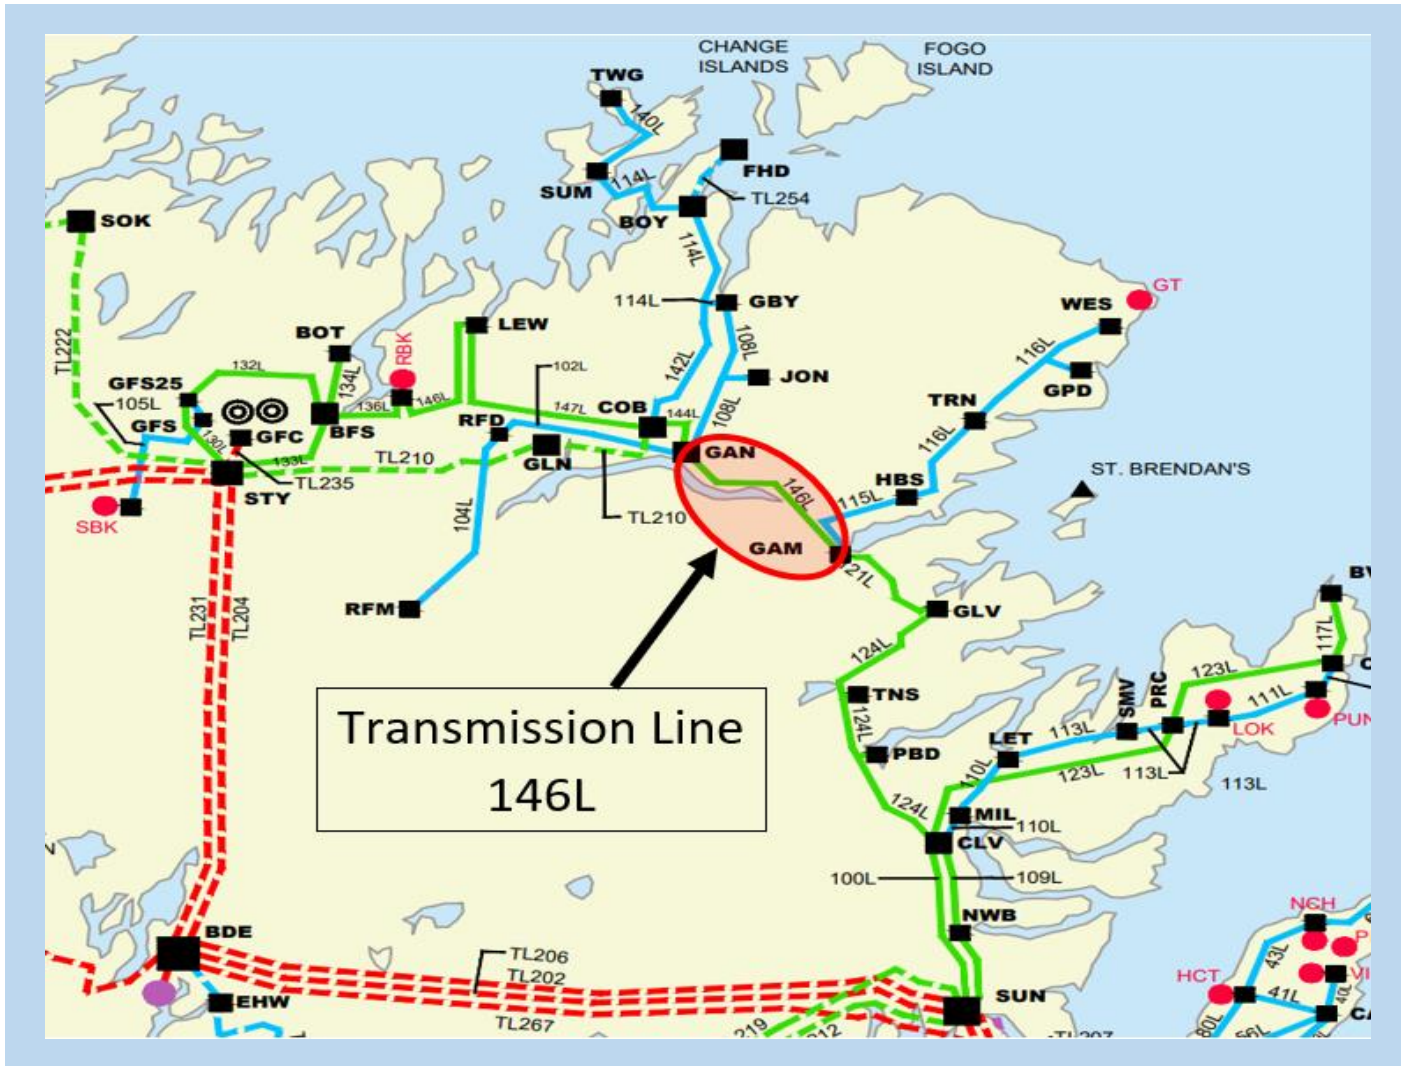 CHANGE
ISLANDS
FOGO
ISLAND
TWG
140L
FHD
SUM
114L
TL254
BOY
SOK
114L
GT
114L
GBY
WES
BOT
LEW
RBK
TL222
132L
142L
108L
116L
102L
JON
GPD
GFS25
134L
105L
136L
146L
147L
COB
144L
108L
TRN
GFS
GFC
BFS
RFD
116L
130L
133L
TL210
GLN
GAN
ST. BRENDAN'S
TL235
STY
HBS
146L
115L
SBK
104L
TL210
GAM
121L
TL231
TL204
RFM
GLV
117L
124L
123L
Transmission Line
146L
TNS
SMV
PRC
111L
124L
LET
113L
LOK
PUN
PBD
110L
123L
113L
113L
124L
MIL
110L
CLV
100L
109L
NCH
NWB
BDE
TL206
TL202
43L
HCT
41L
40L
EHW
SUN
TL267
219
212
80L